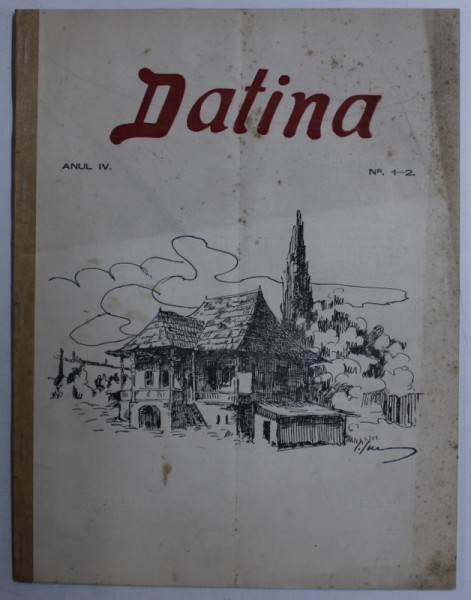 Datina
ANUL IV.
Nr. 1-2.